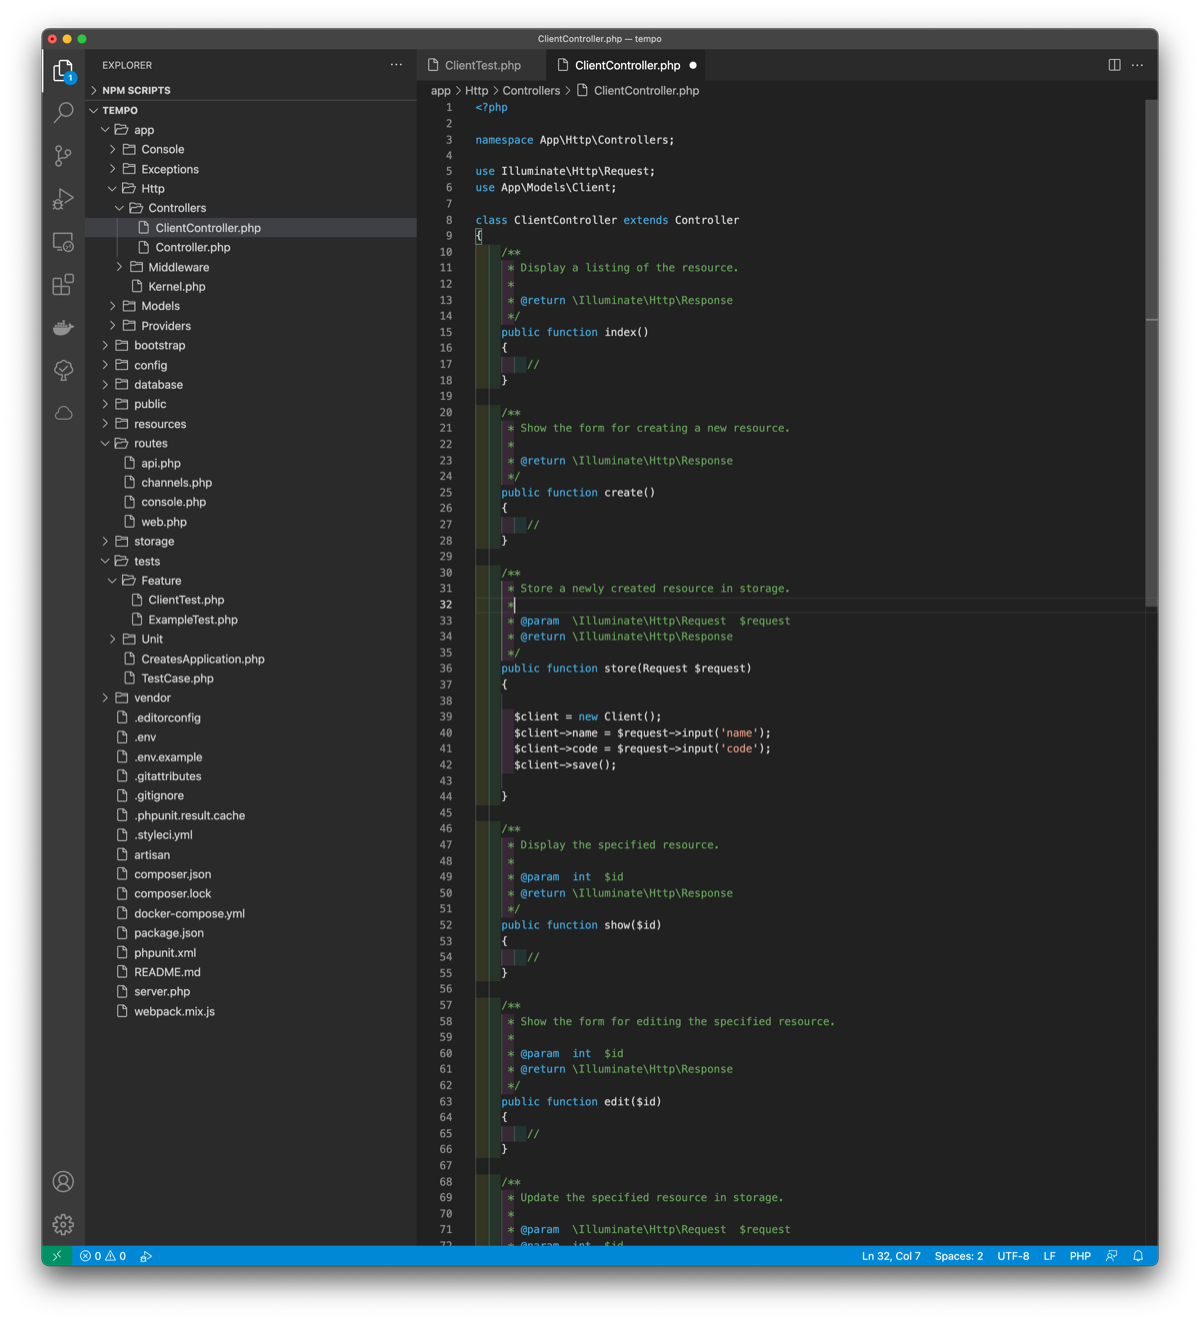 ClientController.php — tempo
EXPLORER
NPM SCRIPTS
TEMPO
app
Console
Exceptions
Http
Controllers
ClientController.php
Controller.php
Middleware
Kernel.php
Models
Providers
bootstrap
config
database
public
resources
routes
api.php
channels.php
console.php
web.php
storage
tests
Feature
ClientTest.php
ExampleTest.php
Unit
CreatesApplication.php
TestCase.php
vendor
.editorconfig
.env
.env.example
.gitattributes
.gitignore
.phpunit.result.cache
.styleci.yml
artisan
composer.json
composer.lock
docker-compose.yml
package.json
phpunit.xml
README.md
server.php
webpack.mix.js
1
ClientTest.php
ClientController.php
app > Http > Controllers > ClientController.php
1 <?php
2
3 namespace App\Http\Controllers;
4
5 use Illuminate\Http\Request;
6 use App\Models\Client;
7
8 class ClientController extends Controller
9 {
10 /**
11 * Display a listing of the resource.
12 *
13 * @return \Illuminate\Http\Response
14 */
15 public function index()
16 {
17 //
18 }
19
20 /**
21 * Show the form for creating a new resource.
22 *
23 * @return \Illuminate\Http\Response
24 */
25 public function create()
26 {
27 //
28 }
29
30 /**
31 * Store a newly created resource in storage.
32 *
33 * @param  \Illuminate\Http\Request  $request
34 * @return \Illuminate\Http\Response
35 */
36 public function store(Request $request)
37 {
38
39 $client = new Client();
40 $client->name = $request->input('name');
41 $client->code = $request->input('code');
42 $client->save();
43
44 }
45
46 /**
47 * Display the specified resource.
48 *
49 * @param  int  $id
50 * @return \Illuminate\Http\Response
51 */
52 public function show($id)
53 {
54 //
55 }
56
57 /**
58 * Show the form for editing the specified resource.
59 *
60 * @param  int  $id
61 * @return \Illuminate\Http\Response
62 */
63 public function edit($id)
64 {
65 //
66 }
67
68 /**
69 * Update the specified resource in storage.
70 *
71 * @param  \Illuminate\Http\Request  $request
72 * @param  int  $id
0 0
Ln 32, Col 7 Spaces: 2 UTF-8 LF PHP